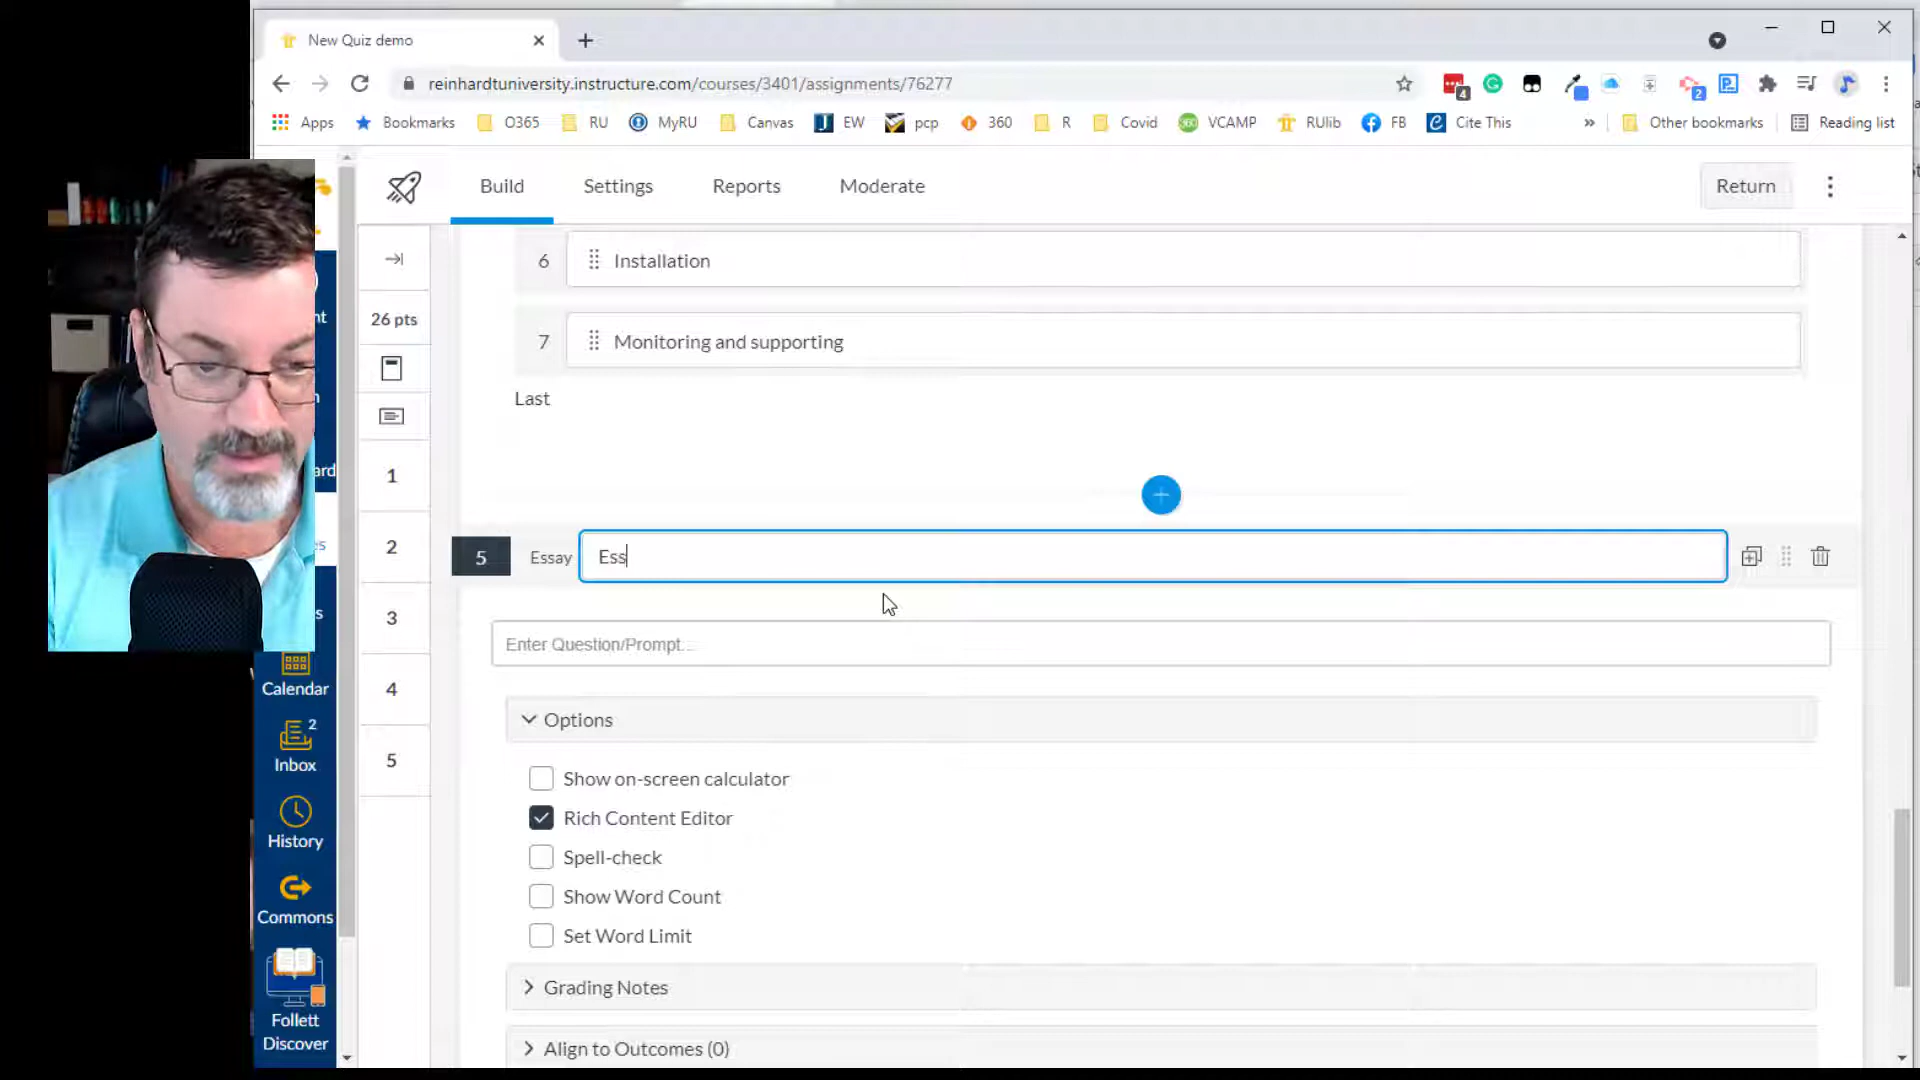 New Quiz demo
reinhardtuniversity.instructure.com/courses/3401/assignments/76277
4
2
Apps
Bookmarks
O365
RU
MyRU
Canvas
EW
pcp
360
R
Covid
VCAMP
RUlib
FB
Cite This
Other bookmarks
Reading list
Build
Settings
Reports
Moderate
Return
6
Installation
26 pts
7
Monitoring and supporting
Last
1
2
3
4
5
5
Essay
Ess
Enter Question/Prompt...
Options
Show on-screen calculator
Rich Content Editor
Spell-check
Show Word Count
Set Word Limit
Grading Notes
Align to Outcomes (0)
Calendar
2
Inbox
History
Commons
Follett
Discover